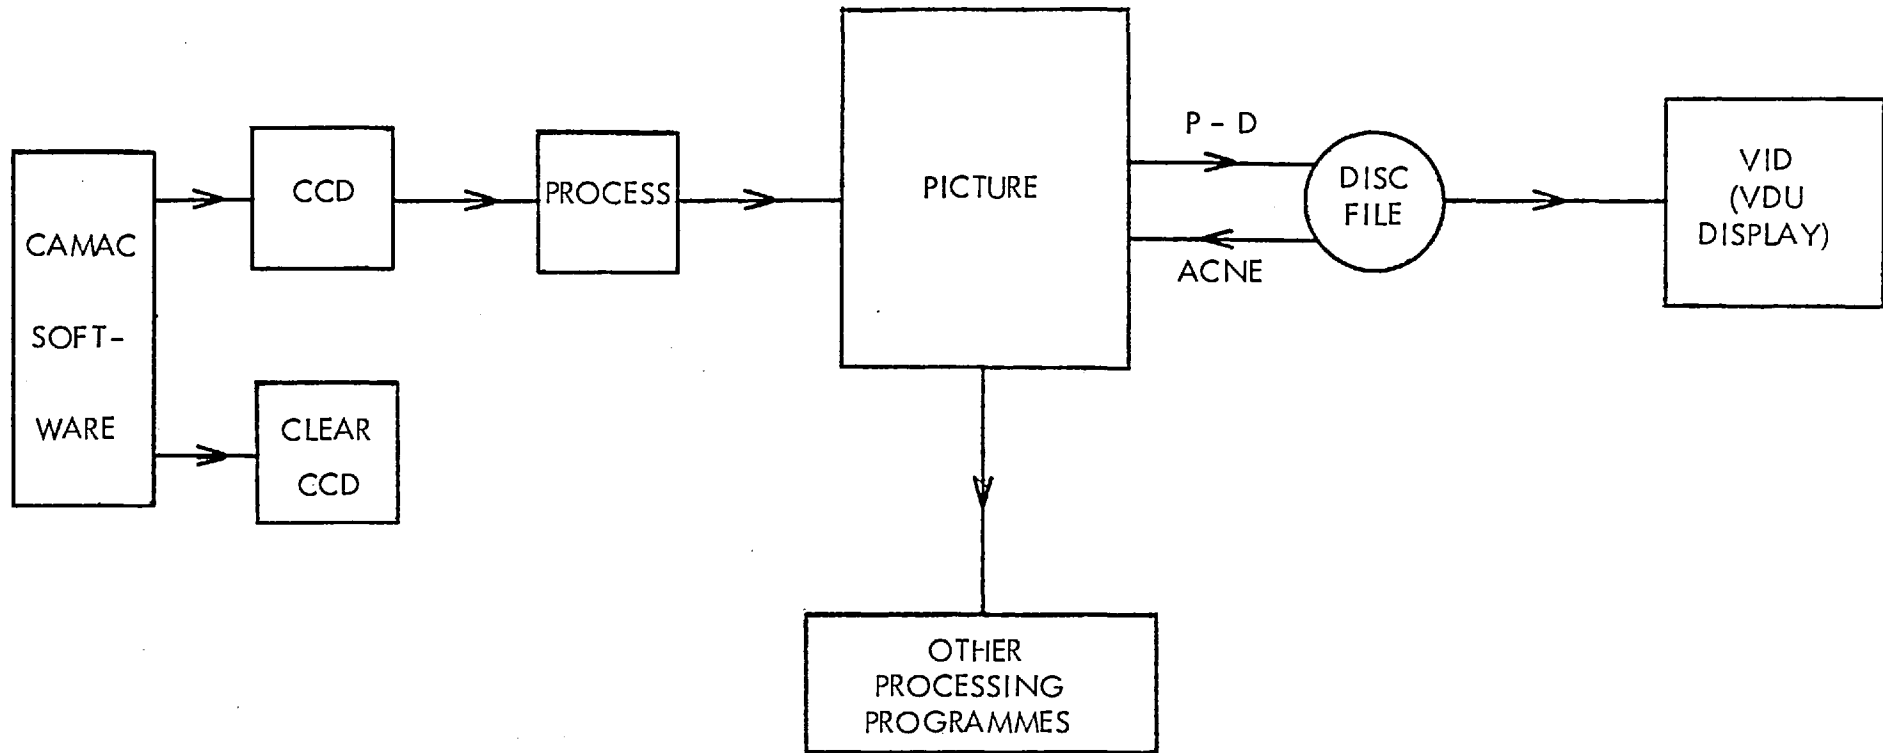 CAMAC
SOFT-
WARE
CCD
CLEAR
CCD
PROCESS
PICTURE
P - D
ACNE
DISC
FILE
VID
(VDU
DISPLAY)
OTHER
PROCESSING
PROGRAMMES